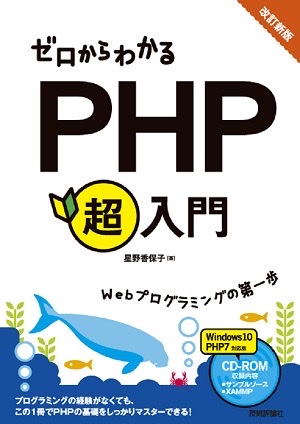 改訂新版
ゼロからわかる
PHP
超入門
星野香保子[著]
Webプログラミングの第一歩
Windows10
PHP7対応版
CD-ROM
収録内容
●サンプルソース
●XAMMP
プログラミングの経験がなくても、
この1冊でPHPの基礎をしっかりマスターできる!
技術評論社